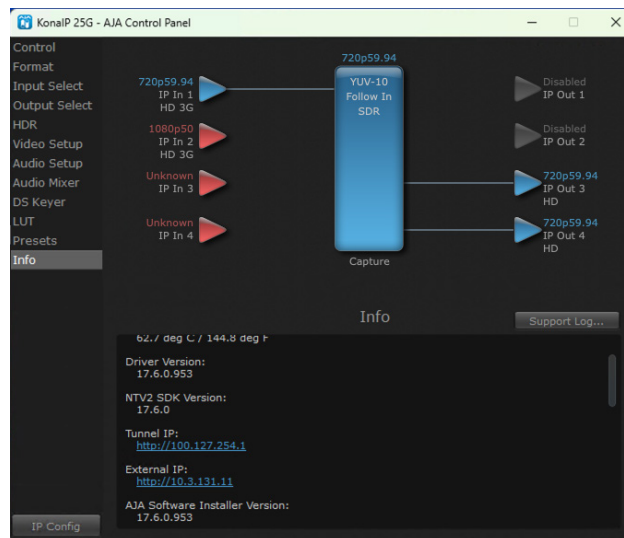 KonaIP 25G - AJA Control Panel
Control
Format
Input Select
Output Select
HDR
Video Setup
Audio Setup
Audio Mixer
DS Keyer
LUT
Presets
Info
IP Config
720p59.94
IP In 1
HD 3G
1080p50
IP In 2
HD 3G
Unknown
IP In 3
Unknown
IP In 4
720p59.94
YUV-10
Follow In
SDR
Capture
Disabled
IP Out 1
Disabled
IP Out 2
720p59.94
IP Out 3
HD
720p59.94
IP Out 4
HD
Info
Support Log...
62.7 deg C / 144.8 deg F
Driver Version:
17.6.0.953
NTV2 SDK Version:
17.6.0
Tunnel IP:
http://100.127.254.1
External IP:
http://10.3.131.11
AJA Software Installer Version:
17.6.0.953